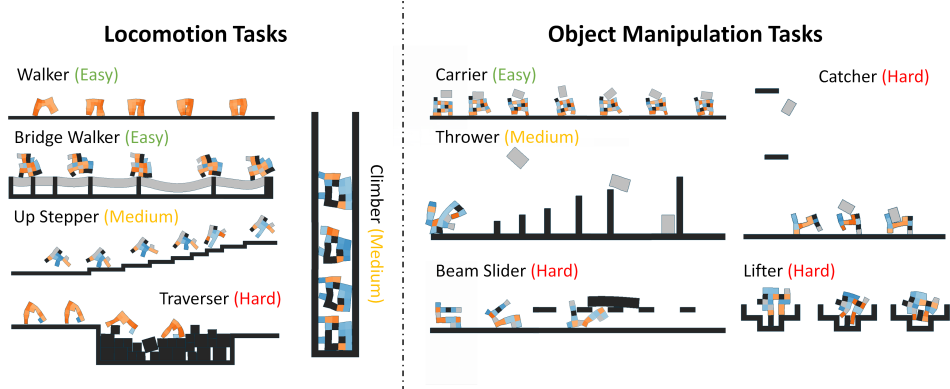 Locomotion Tasks
Walker (Easy)
Bridge Walker (Easy)
Up Stepper (Medium)
Traverser (Hard)
Climber (Medium)
Object Manipulation Tasks
Carrier (Easy)
Catcher (Hard)
Thrower (Medium)
Beam Slider (Hard)
Lifter (Hard)